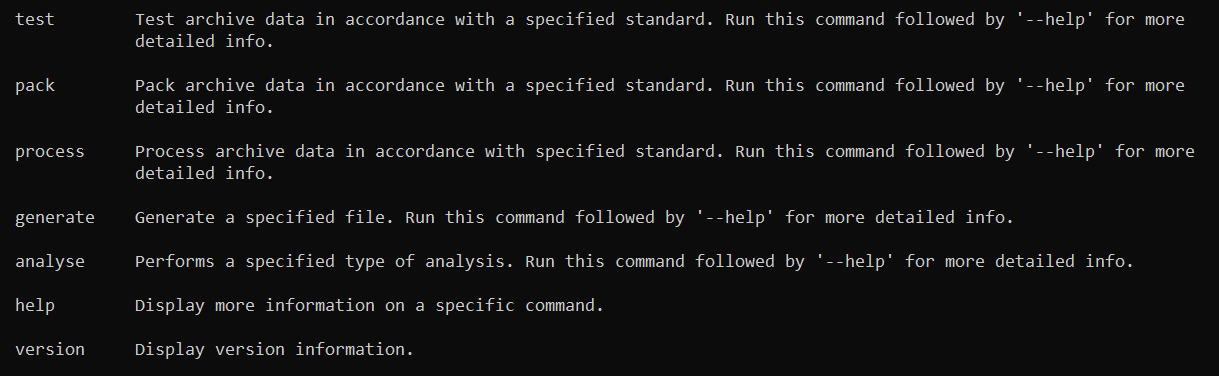 test Test archive data in accordance with a specified standard. Run this command followed by '--help' for more
detailed info.
pack Pack archive data in accordance with a specified standard. Run this command followed by '--help' for more
detailed info.
process Process archive data in accordance with specified standard. Run this command followed by '--help' for more
detailed info.
generate Generate a specified file. Run this command followed by '--help' for more detailed info.
analyse Performs a specified type of analysis. Run this command followed by '--help' for more detailed info.
help Display more information on a specific command.
version Display version information.